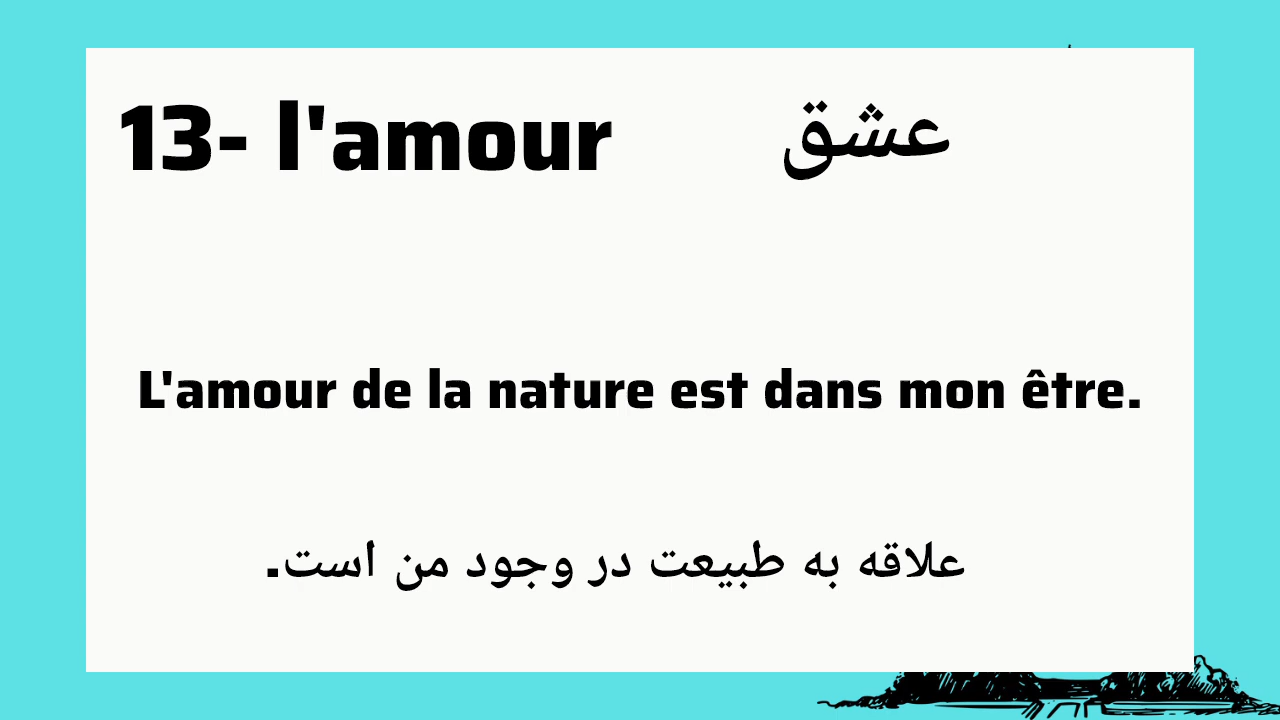 13- l'amour عشق
L'amour de la nature est dans mon être.
علاقه به طبیعت در وجود من است.